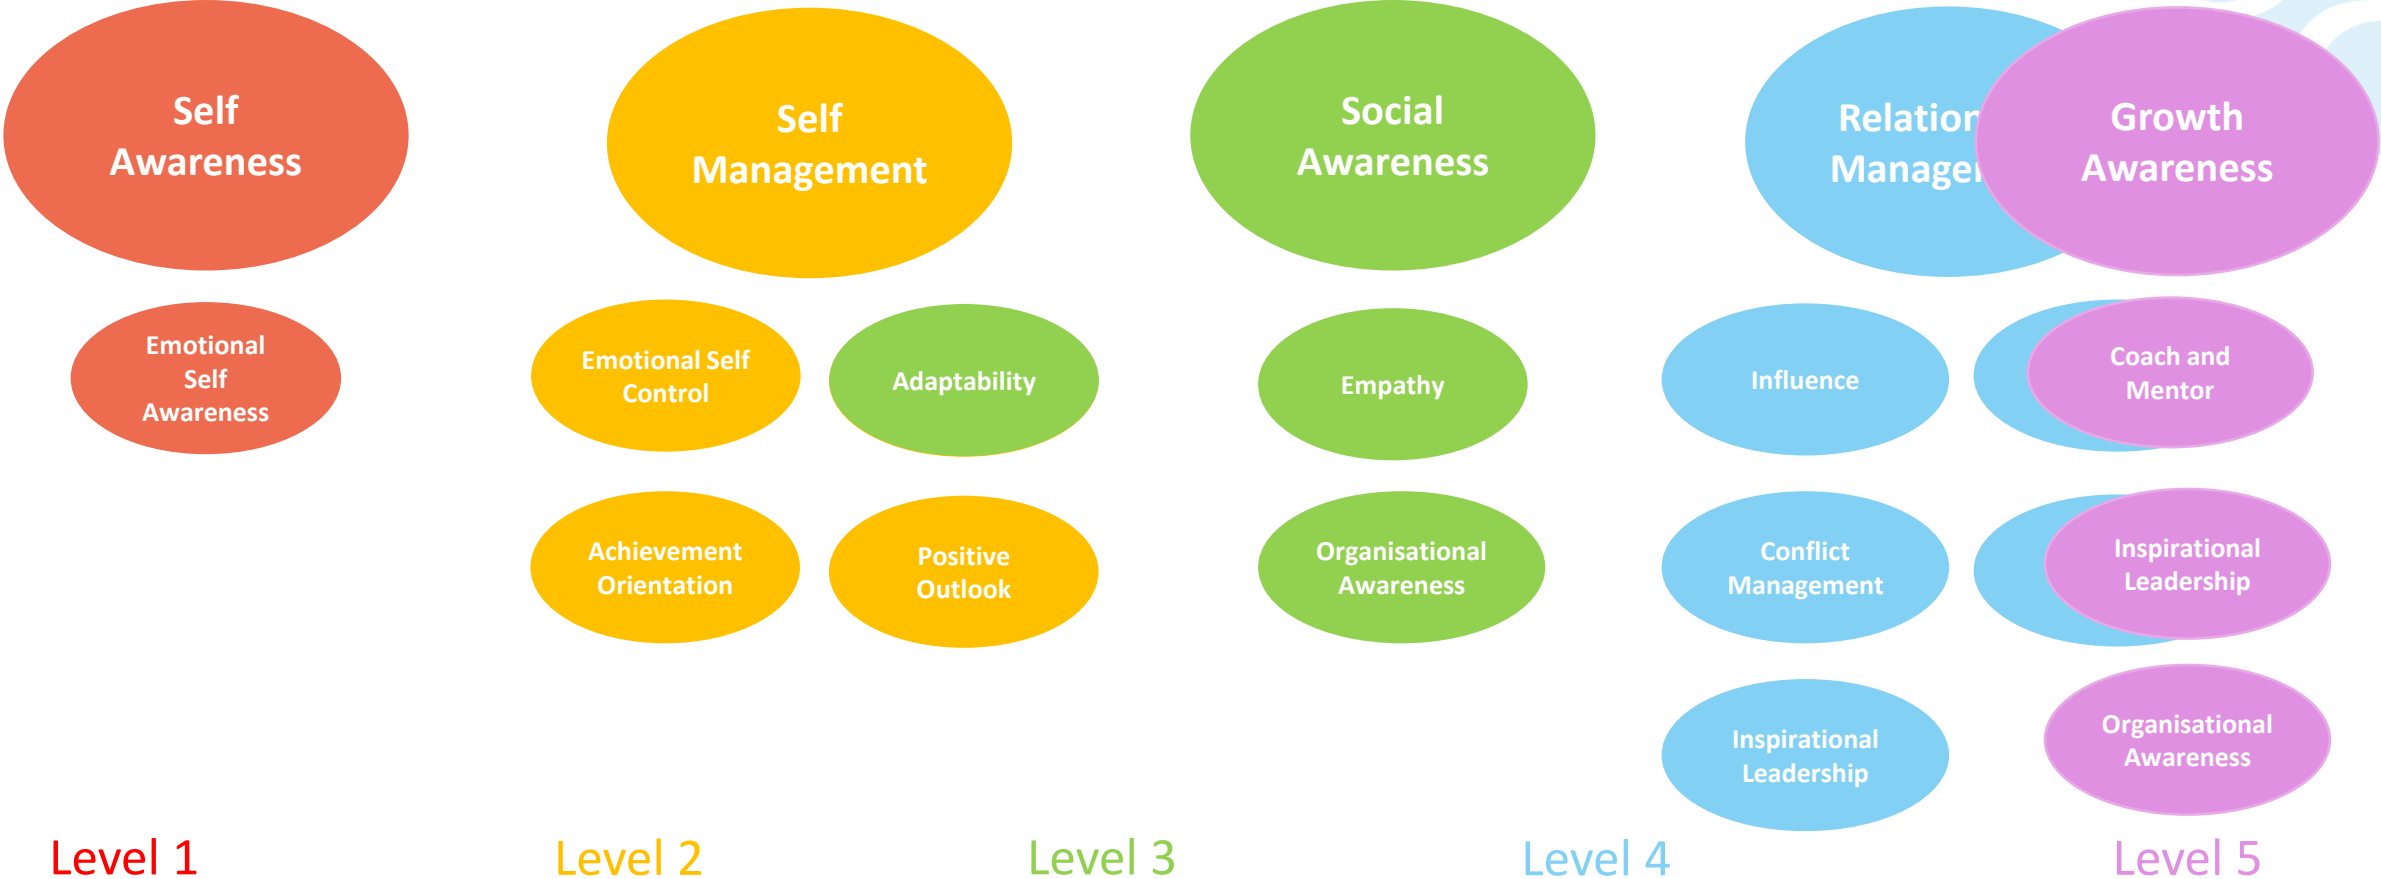 Self
Awareness
Self
Management
Social
Awareness
Growth
Awareness
Emotional
Self
Awareness
Emotional Self
Control
Adaptability
Empathy
Influence
Coach and
Mentor
Achievement
Orientation
Positive
Outlook
Organisational
Awareness
Conflict
Management
Inspirational
Leadership
Inspirational
Leadership
Organisational
Awareness
Level 1
Level 2
Level 3
Level 4
Level 5